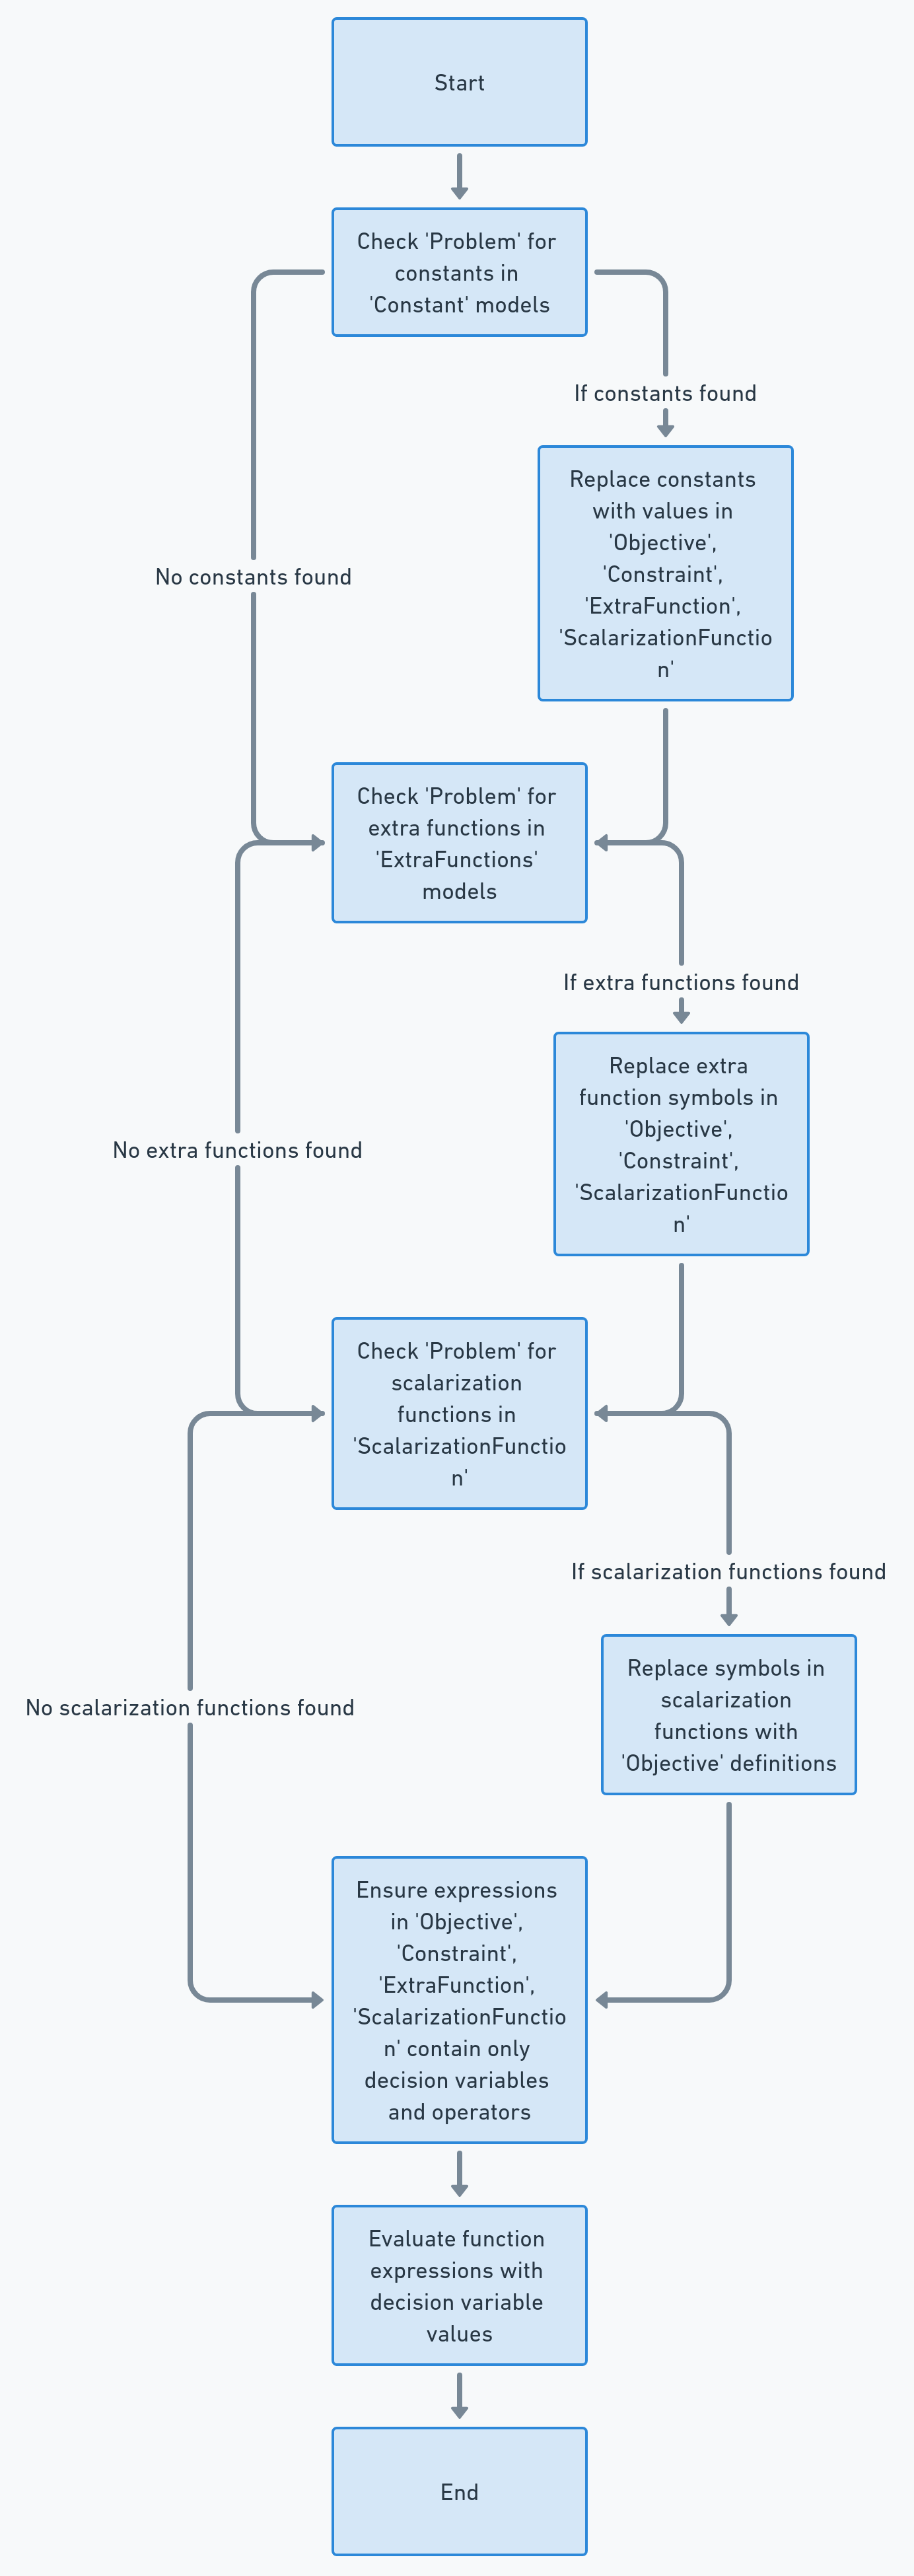 Start
Check 'Problem' for
constants in
'Constant' models
If constants found
Replace constants
with values in
'Objective',
'Constraint',
'ExtraFunction',
'ScalarizationFunctio
n'
No constants found
Check 'Problem' for
extra functions in
'ExtraFunctions'
models
If extra functions found
Replace extra
function symbols in
'Objective',
'Constraint',
'ScalarizationFunctio
n'
No extra functions found
Check 'Problem' for
scalarization
functions in
'ScalarizationFunctio
n'
If scalarization functions found
Replace symbols in
scalarization
functions with
'Objective' definitions
No scalarization functions found
Ensure expressions
in 'Objective',
'Constraint',
'ExtraFunction',
'ScalarizationFunctio
n' contain only
decision variables
and operators
Evaluate function
expressions with
decision variable
values
End